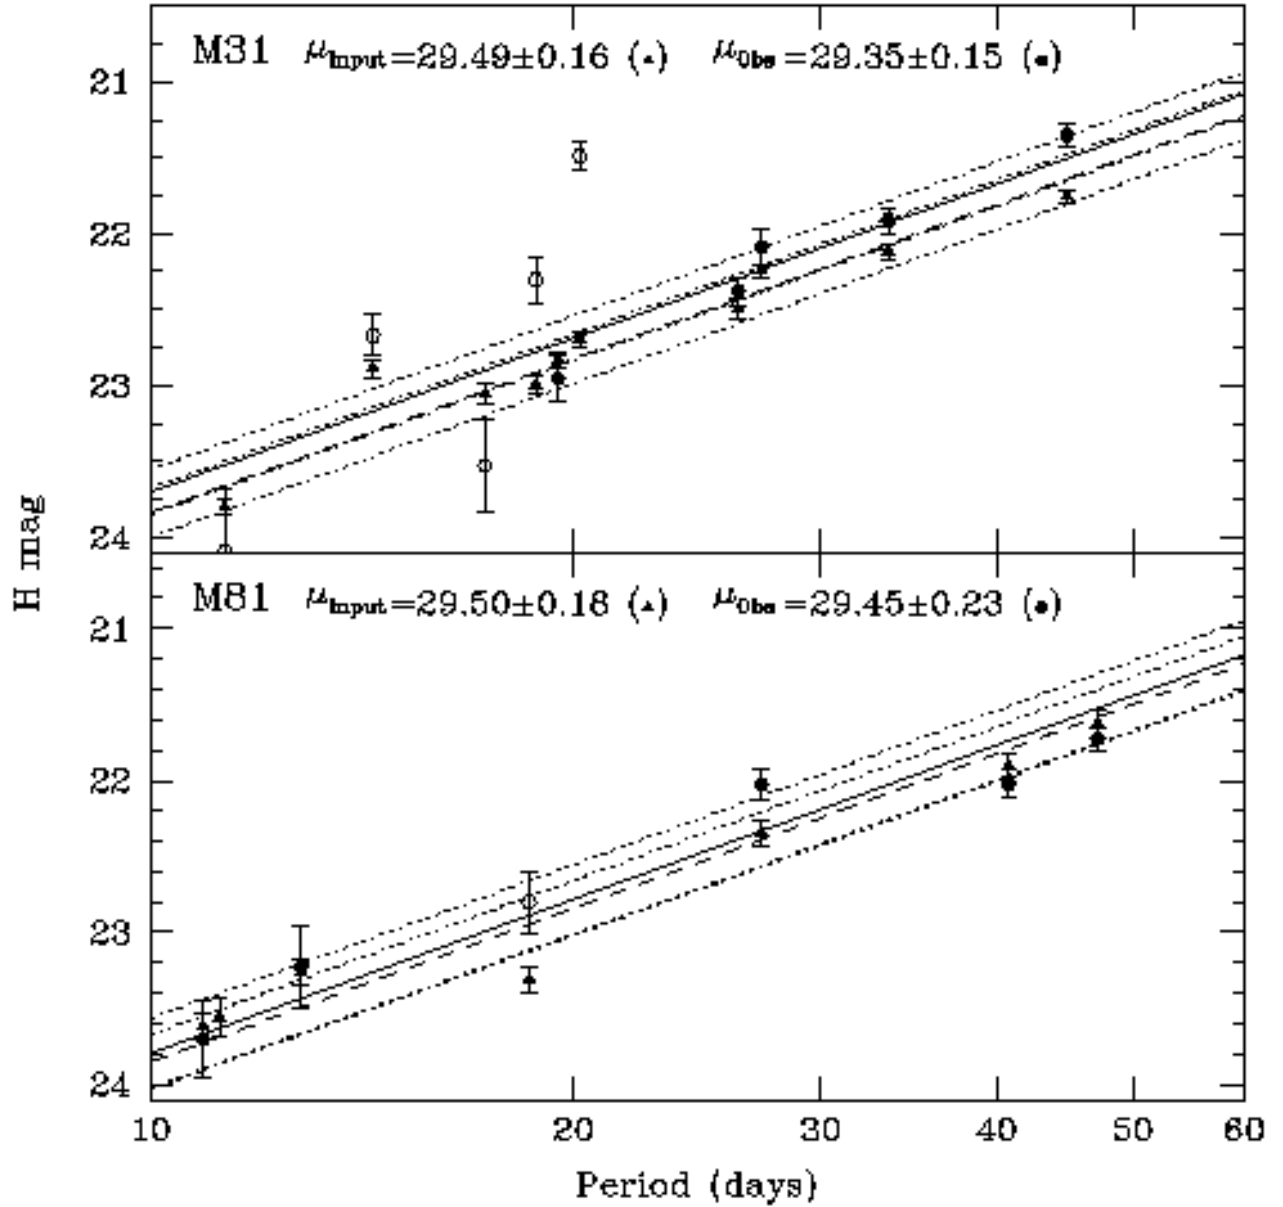 M31 μInput=29.49±0.16 (▲) μObs=29.35±0.15 (●)
21
22
23
24
H mag
M81 μInput=29.50±0.18 (▲) μObs=29.45±0.23 (●)
21
22
23
24
10 20 30 40 50 60
Period (days)